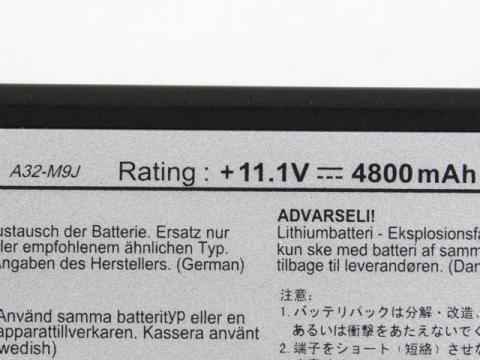 A32-M9J Rating : +11.1V ⎓ 4800mAh
ustausch der Batterie. Ersatz nur
ler empfohlenem ähnlichen Typ.
Angaben des Herstellers. (German)
Använd samma batterityp eller en
apparattillverkaren. Kassera använt
wedish)
ADVARSELI!
Lithiumbatteri - Eksplosionsfa
kun ske med batteri af samm
tilbage til leverandøren. (Dan
注意:
1. バッテリパックは分解・改造、
あるいは衝撃をあたえないでく
2. 端子をショート (短絡) させな